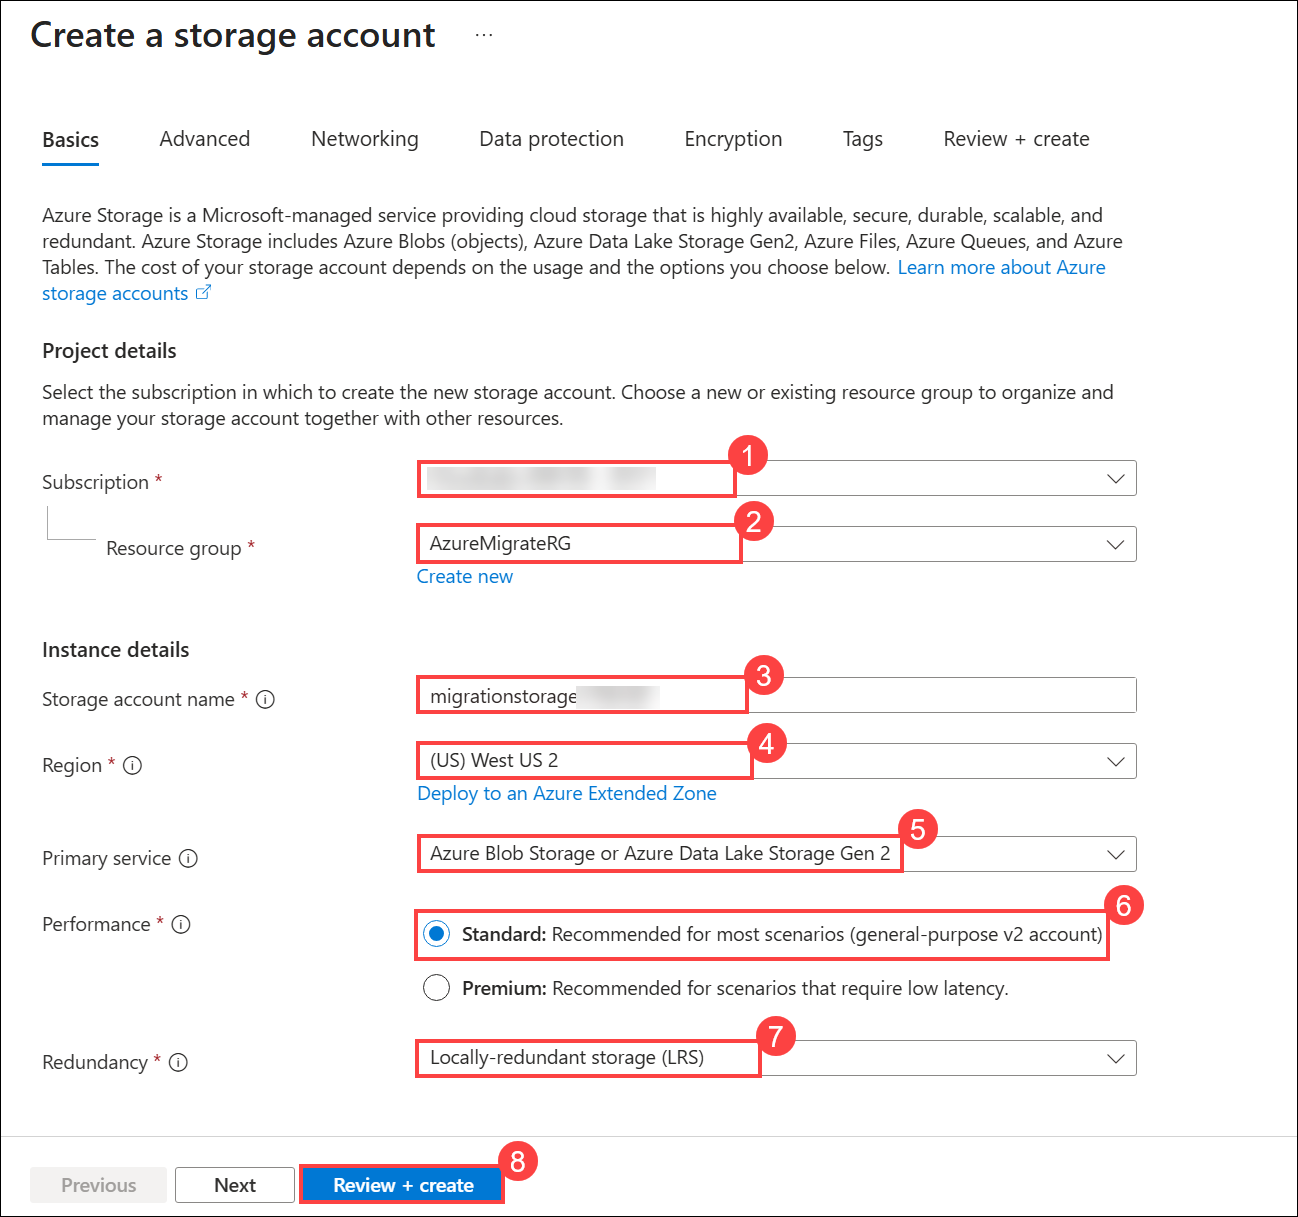 Create a storage account ...
Basics Advanced Networking Data protection Encryption Tags Review + create
Azure Storage is a Microsoft-managed service providing cloud storage that is highly available, secure, durable, scalable, and
redundant. Azure Storage includes Azure Blobs (objects), Azure Data Lake Storage Gen2, Azure Files, Azure Queues, and Azure
Tables. The cost of your storage account depends on the usage and the options you choose below. Learn more about Azure
storage accounts
Project details
Select the subscription in which to create the new storage account. Choose a new or existing resource group to organize and
manage your storage account together with other resources.
1
Subscription *
2
Resource group * AzureMigrateRG
Create new
Instance details
3
Storage account name * migrationstorage
4
Region * (US) West US 2
Deploy to an Azure Extended Zone
5
Primary service Azure Blob Storage or Azure Data Lake Storage Gen 2
6
Performance * Standard: Recommended for most scenarios (general-purpose v2 account)
Premium: Recommended for scenarios that require low latency.
7
Redundancy * Locally-redundant storage (LRS)
8
Previous Next Review + create